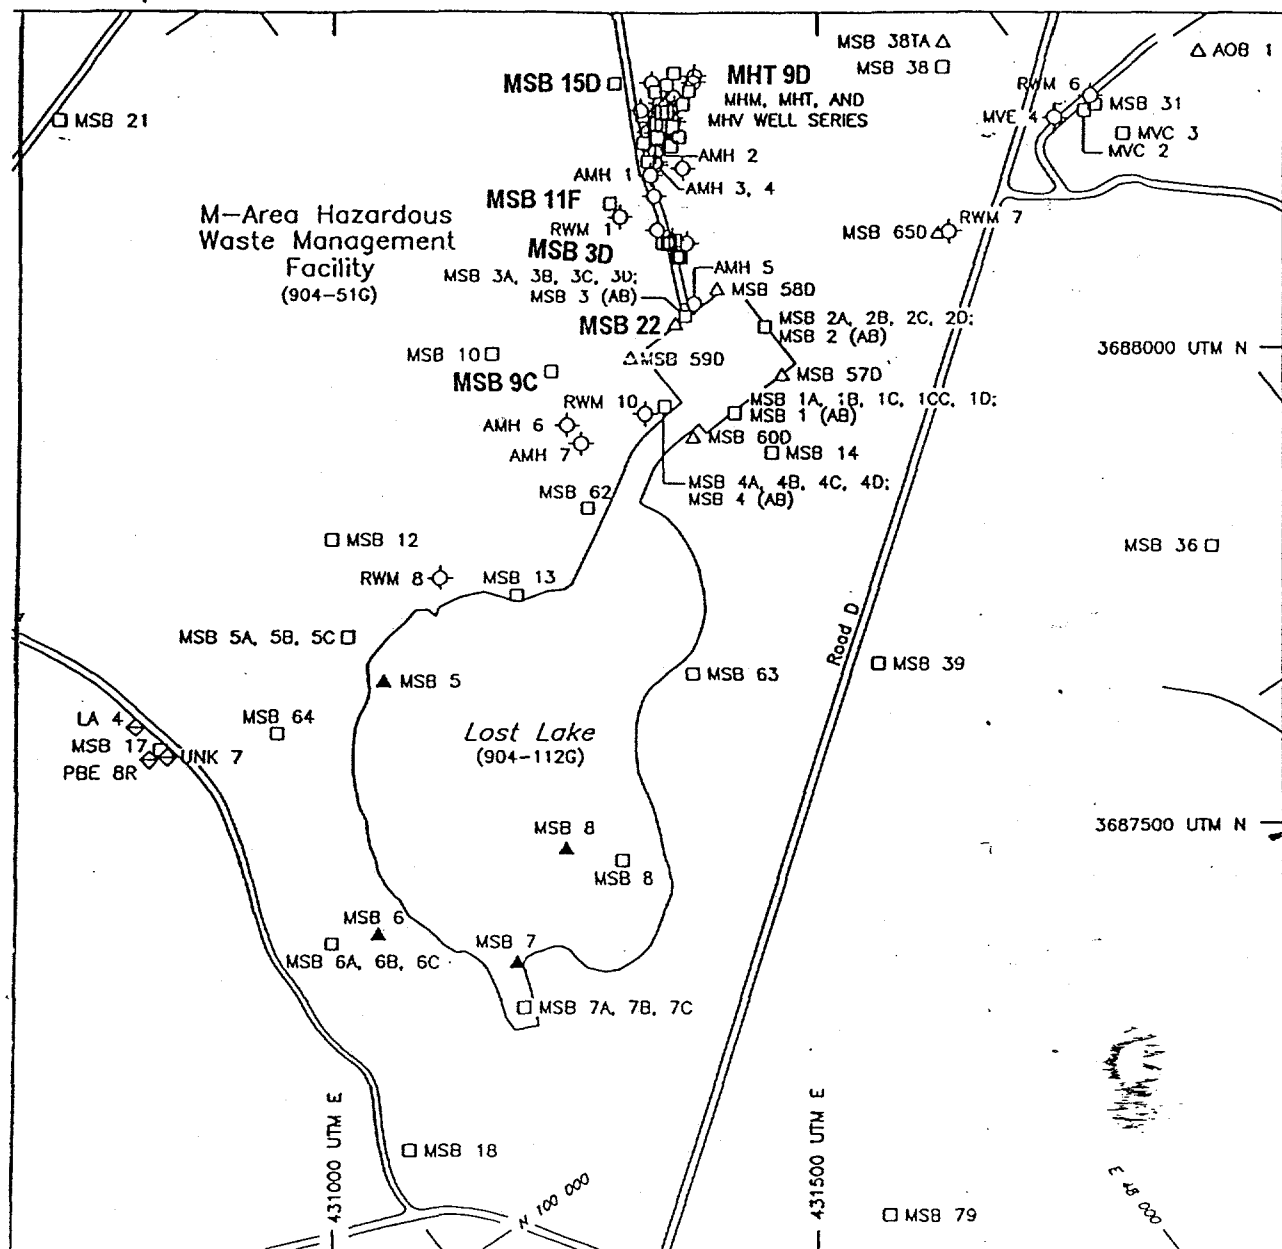 MSB 38TA
AOB 1
MSB 15D
MHT 9D
MSB 38
MHM, MHT, AND
MHV WELL SERIES
RWM 6
MSB 31
MSB 21
MVE 4
MVC 3
MVC 2
AMH 2
AMH 1
AMH 3, 4
MSB 11F
M-Area Hazardous
Waste Management
Facility
(904-51G)
RWM 1
RWM 7
MSB 65D
MSB 3D
MSB 3A, 3B, 3C, 3D;
MSB 3 (AB)
AMH 5
MSB 58D
MSB 22
MSB 2A, 2B, 2C, 2D;
MSB 2 (AB)
3688000 UTM N
MSB 10
MSB 59D
MSB 9C
MSB 57D
RWM 10
MSB 1A, 1B, 1C, 1CC, 1D;
MSB 1 (AB)
AMH 6
AMH 7
MSB 60D
MSB 14
MSB 4A, 4B, 4C, 4D;
MSB 4 (AB)
MSB 62
MSB 12
MSB 36
RWM 8
MSB 13
Road D
MSB 5A, 5B, 5C
MSB 39
MSB 5
MSB 63
LA 4
MSB 64
Lost Lake
(904-112G)
MSB 17
UNK 7
PBE 8R
3687500 UTM N
MSB 8
MSB 8
MSB 6
MSB 6A, 6B, 6C
MSB 7
MSB 7A, 7B, 7C
431000 UTM E
431500 UTM E
MSB 18
N 100 000
E 48 000
MSB 79